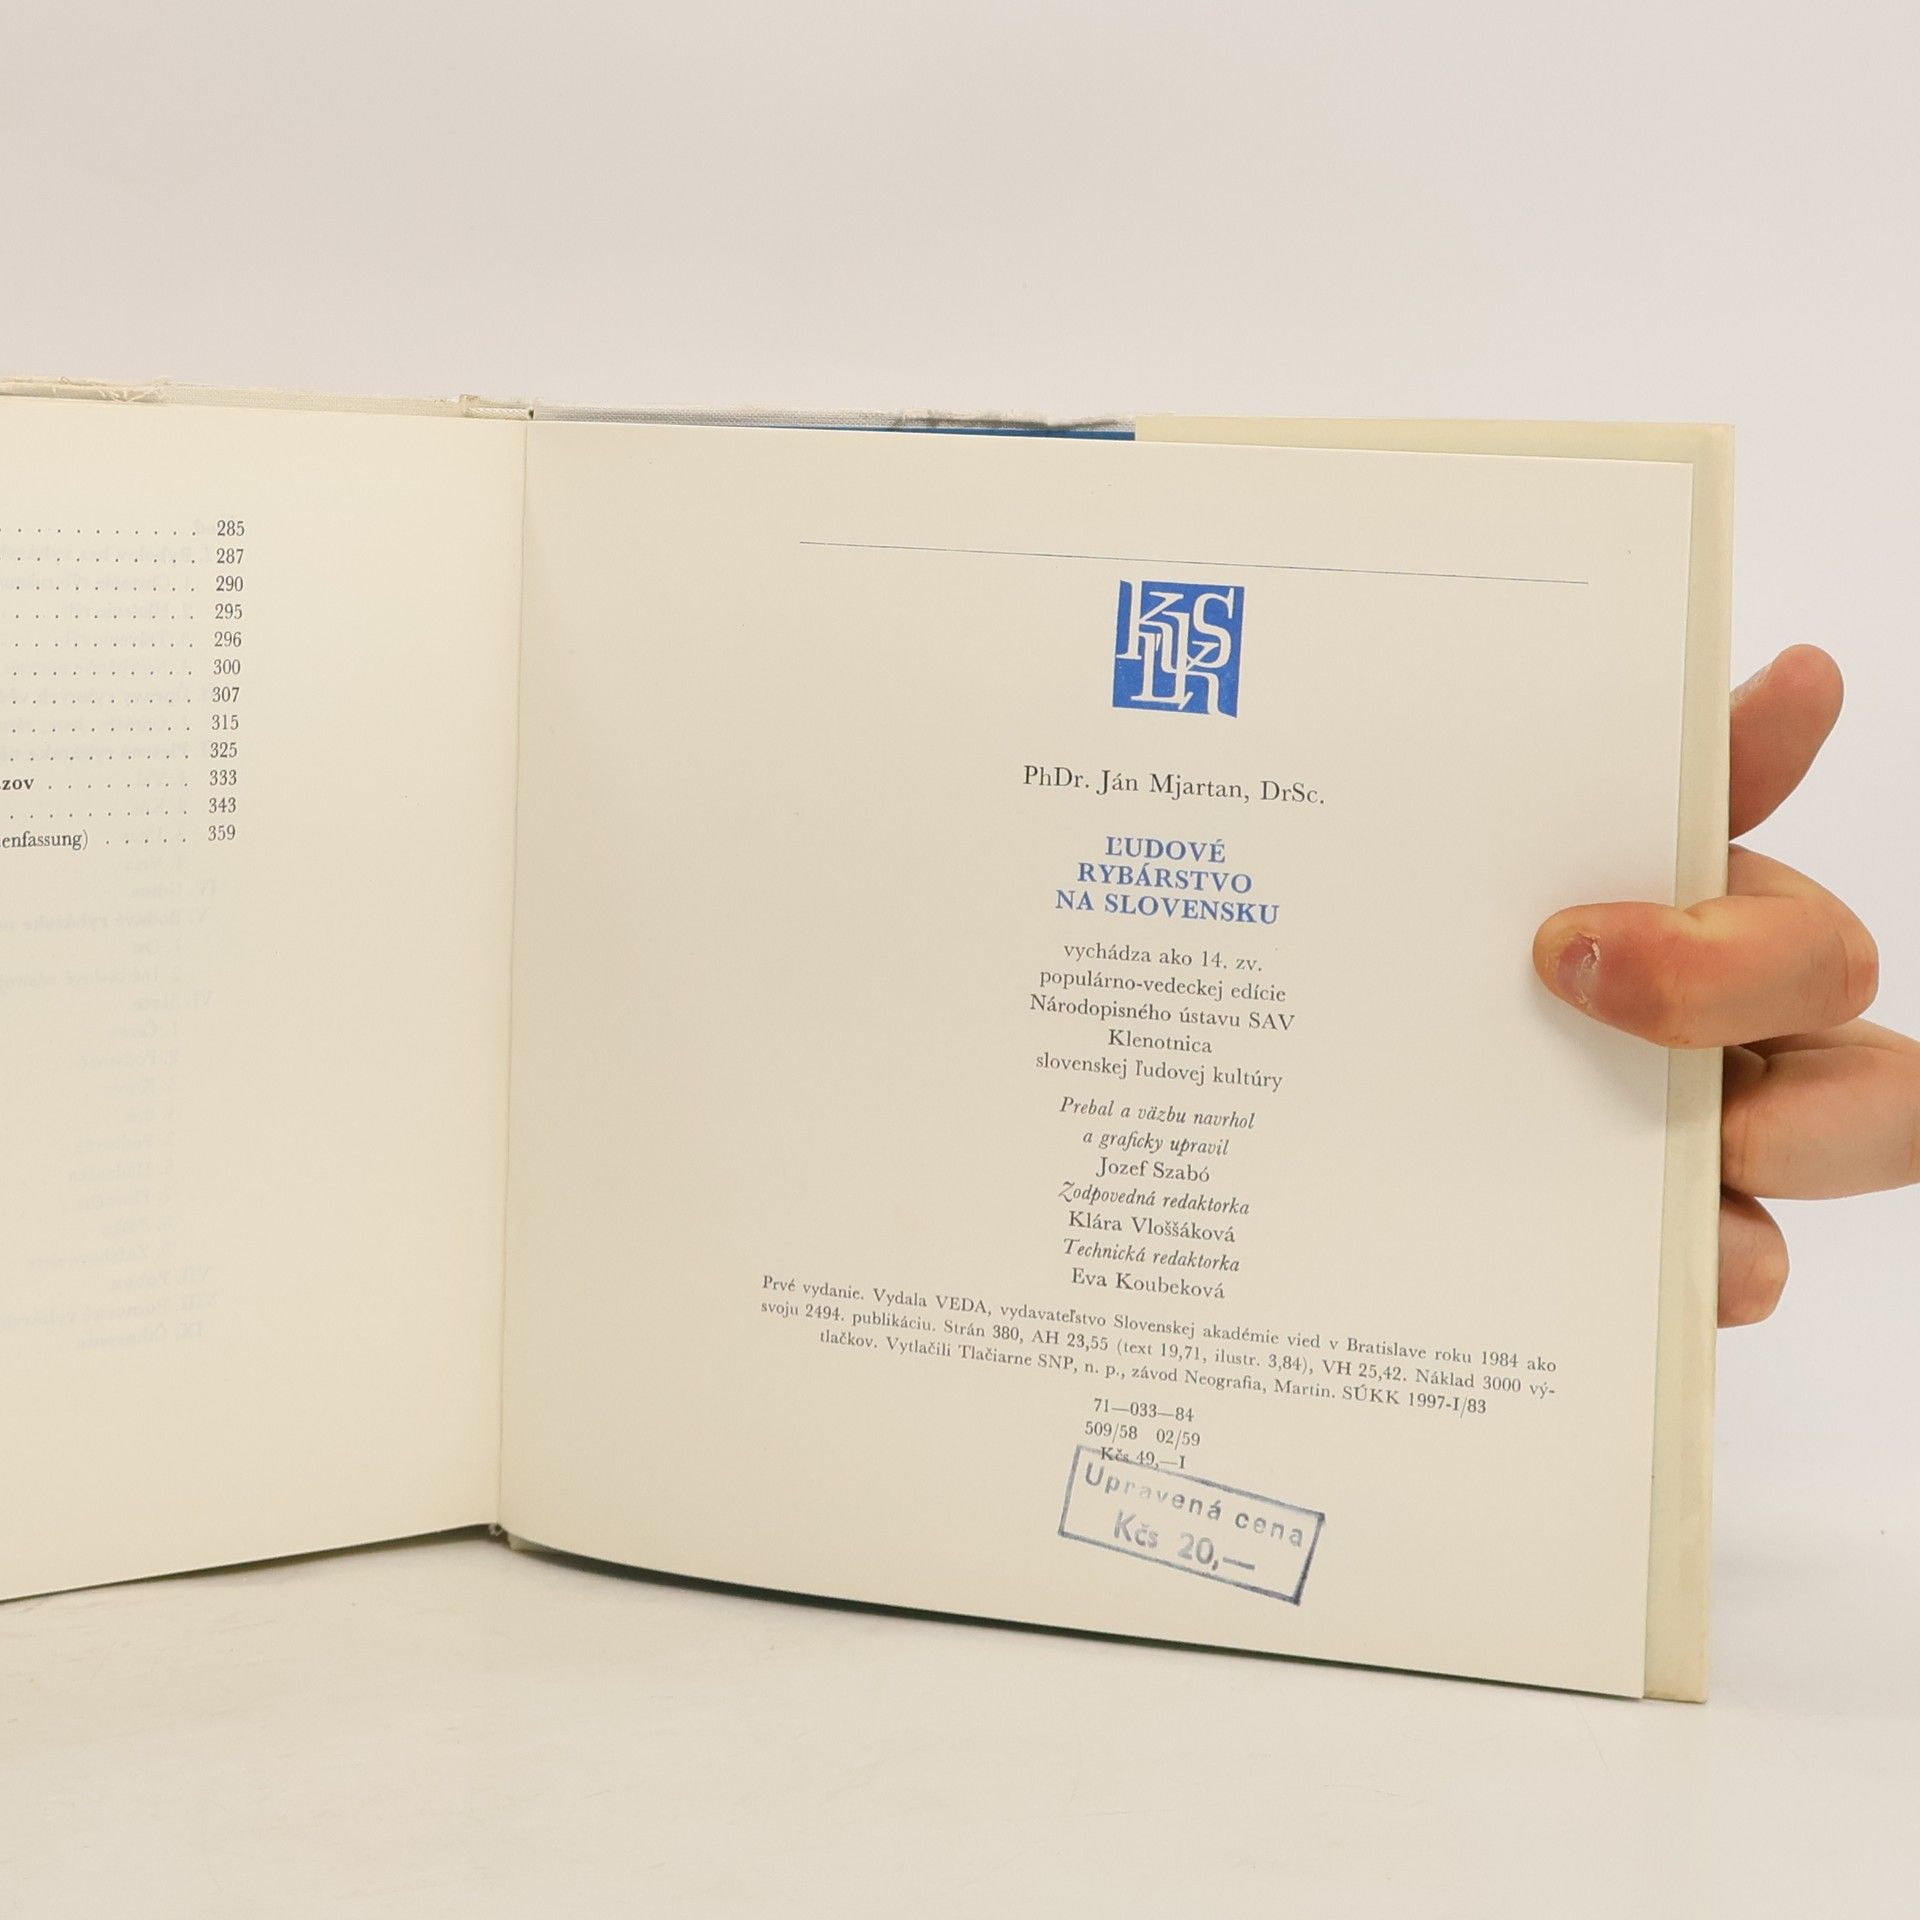 285
287
290
295
296
300
307
315
325
zov 333
343
enfassung) 359
KSĽK
PhDr. Ján Mjartan, DrSc.
ĽUDOVÉ
RYBÁRSTVO
NA SLOVENSKU
vychádza ako 14. zv.
populárno-vedeckej edície
Národopisného ústavu SAV
Klenotnica
slovenskej ľudovej kultúry
Prebal a väzbu navrhol
a graficky upravil
Jozef Szabó
Zodpovedná redaktorka
Klára Vloššáková
Technická redaktorka
Eva Koubeková
Prvé vydanie. Vydala VEDA, vydavateľstvo Slovenskej akadémie vied v Bratislave roku 1984 ako
svoju 2494. publikáciu. Strán 380, AH 23,55 (text 19,71, ilustr. 3,84), VH 25,42. Náklad 3000 vý-
tlačkov. Vytlačili Tlačiarne SNP, n. p., závod Neografia, Martin. SÚKK 1997-I/83
71—033—84
509/58 02/59
Kčs 49,—I
Upravená cena
Kčs 20,—